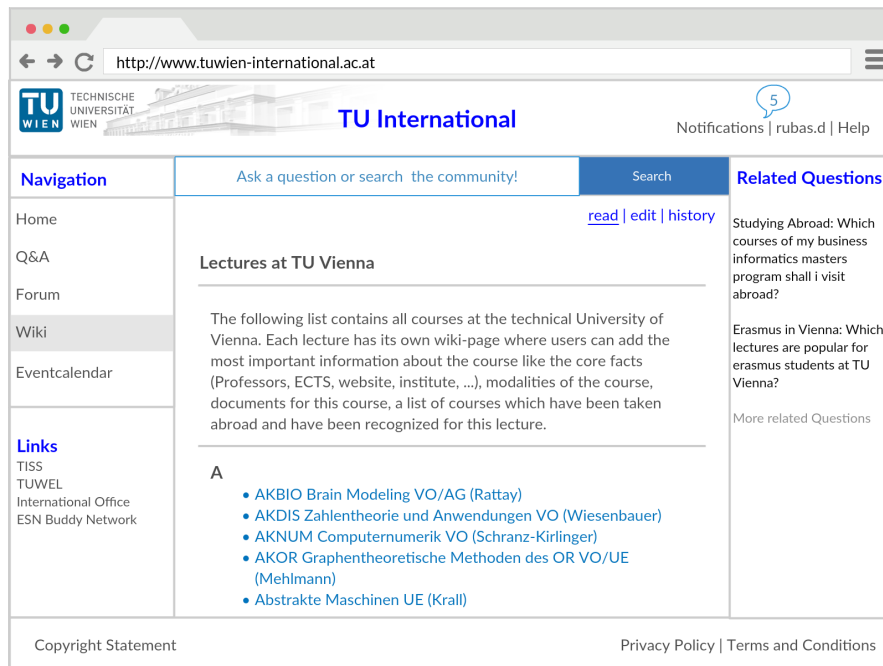 http://www.tuwien-international.ac.at
TU
WIEN
TECHNISCHE
UNIVERSITÄT
WIEN
TU International
5
Notifications | rubas.d | Help
Navigation
Home
Q&A
Forum
Wiki
Eventcalendar
Links
TISS
TUWEL
International Office
ESN Buddy Network
Ask a question or search the community!
Search
read | edit | history
Lectures at TU Vienna
The following list contains all courses at the technical University of
Vienna. Each lecture has its own wiki-page where users can add the
most important information about the course like the core facts
(Professors, ECTS, website, institute, ...), modalities of the course,
documents for this course, a list of courses which have been taken
abroad and have been recognized for this lecture.
A
• AKBIO Brain Modeling VO/AG (Rattay)
• AKDIS Zahlentheorie und Anwendungen VO (Wiesenbauer)
• AKNUM Computernumerik VO (Schranz-Kirlinger)
• AKOR Graphentheoretische Methoden des OR VO/UE
(Mehlmann)
• Abstrakte Maschinen UE (Krall)
Related Questions
Studying Abroad: Which
courses of my business
informatics masters
program shall i visit
abroad?
Erasmus in Vienna: Which
lectures are popular for
erasmus students at TU
Vienna?
More related Questions
Copyright Statement
Privacy Policy | Terms and Conditions